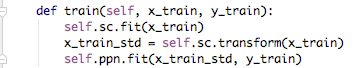 def train(self, x_train, y_train):
    self.sc.fit(x_train)
    x_train_std = self.sc.transform(x_train)
    self.ppn.fit(x_train_std, y_train)